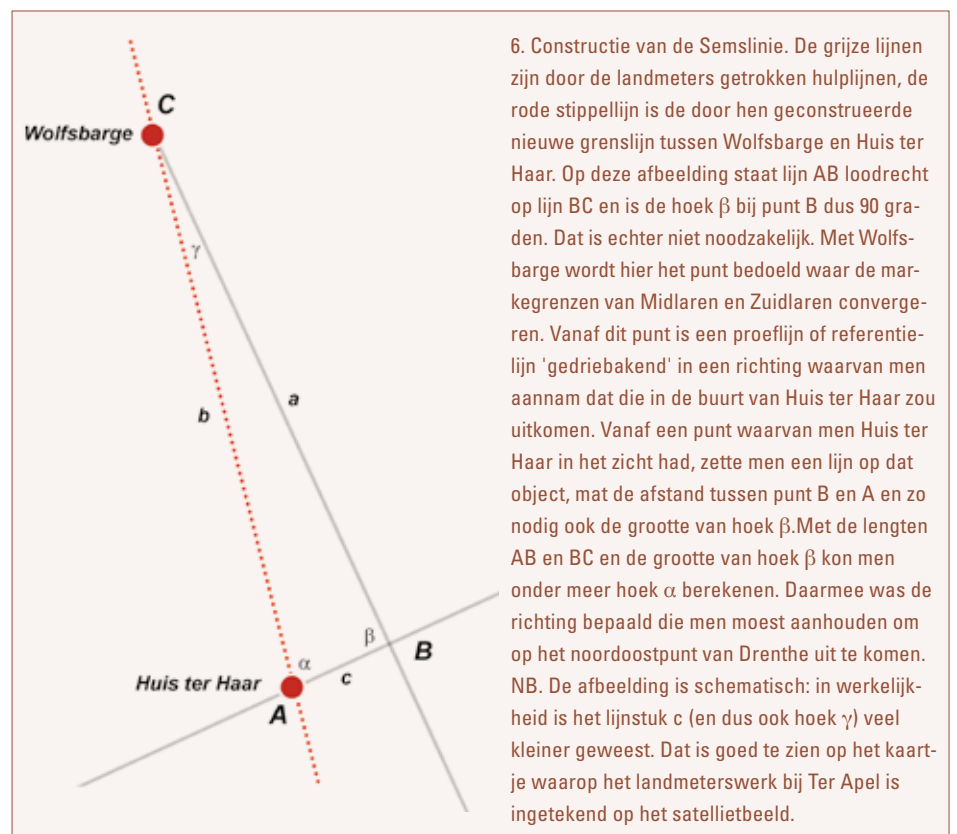 C
Wolfsbarge
γ
b
a
β
B
α
Huis ter Haar
c
A
6. Constructie van de Semslinie. De grijze lijnen
zijn door de landmeters getrokken hulplijnen, de
rode stippellijn is de door hen geconstrueerde
nieuwe grenslijn tussen Wolfsbarge en Huis ter
Haar. Op deze afbeelding staat lijn AB loodrecht
op lijn BC en is de hoek β bij punt B dus 90 gra-
den. Dat is echter niet noodzakelijk. Met Wolfs-
barge wordt hier het punt bedoeld waar de mar-
kegrenzen van Midlaren en Zuidlaren converge-
ren. Vanaf dit punt is een proeflijn of referentie-
lijn 'gedriebakend' in een richting waarvan men
aannam dat die in de buurt van Huis ter Haar zou
uitkomen. Vanaf een punt waarvan men Huis ter
Haar in het zicht had, zette men een lijn op dat
object, mat de afstand tussen punt B en A en zo
nodig ook de grootte van hoek β.Met de lengten
AB en BC en de grootte van hoek β kon men
onder meer hoek α berekenen. Daarmee was de
richting bepaald die men moest aanhouden om
op het noordoostpunt van Drenthe uit te komen.
NB. De afbeelding is schematisch: in werkelijk-
heid is het lijnstuk c (en dus ook hoek γ) veel
kleiner geweest. Dat is goed te zien op het kaart-
je waarop het landmeterswerk bij Ter Apel is
ingetekend op het satellietbeeld.